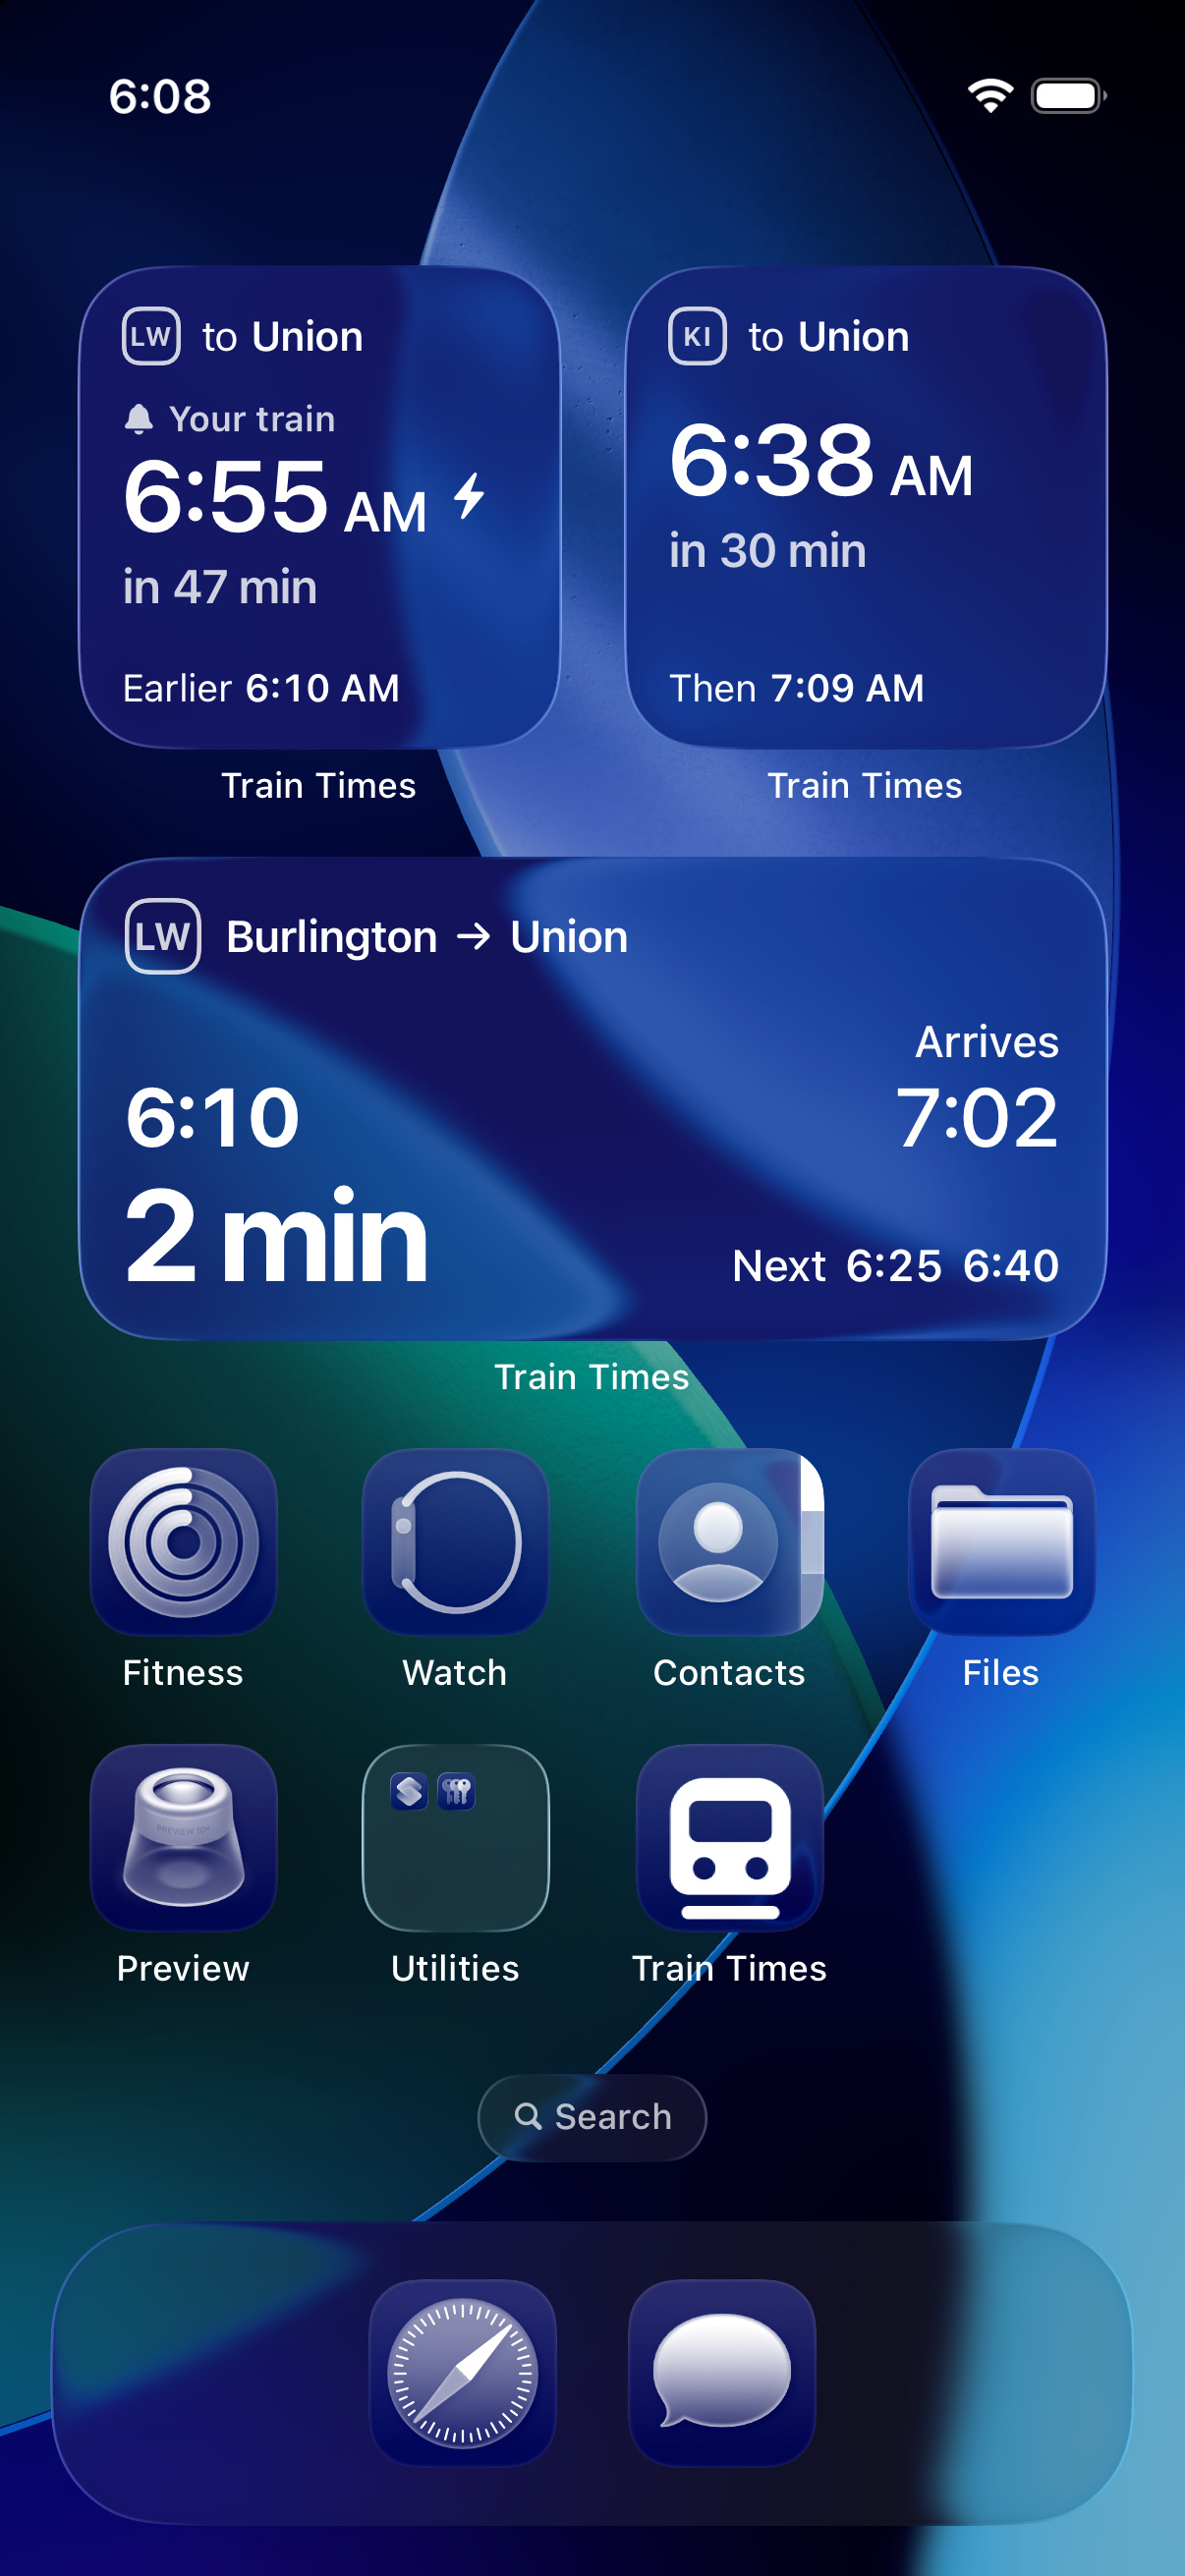 6:08
LW to Union
Your train
6:55 AM
in 47 min
Earlier 6:10 AM
Train Times
KI to Union
6:38 AM
in 30 min
Then 7:09 AM
Train Times
LW Burlington → Union
Arrives
6:10 7:02
2 min
Next 6:25 6:40
Train Times
Fitness
Watch
Contacts
Files
PREVIEW 10×
Preview
Utilities
Train Times
Search